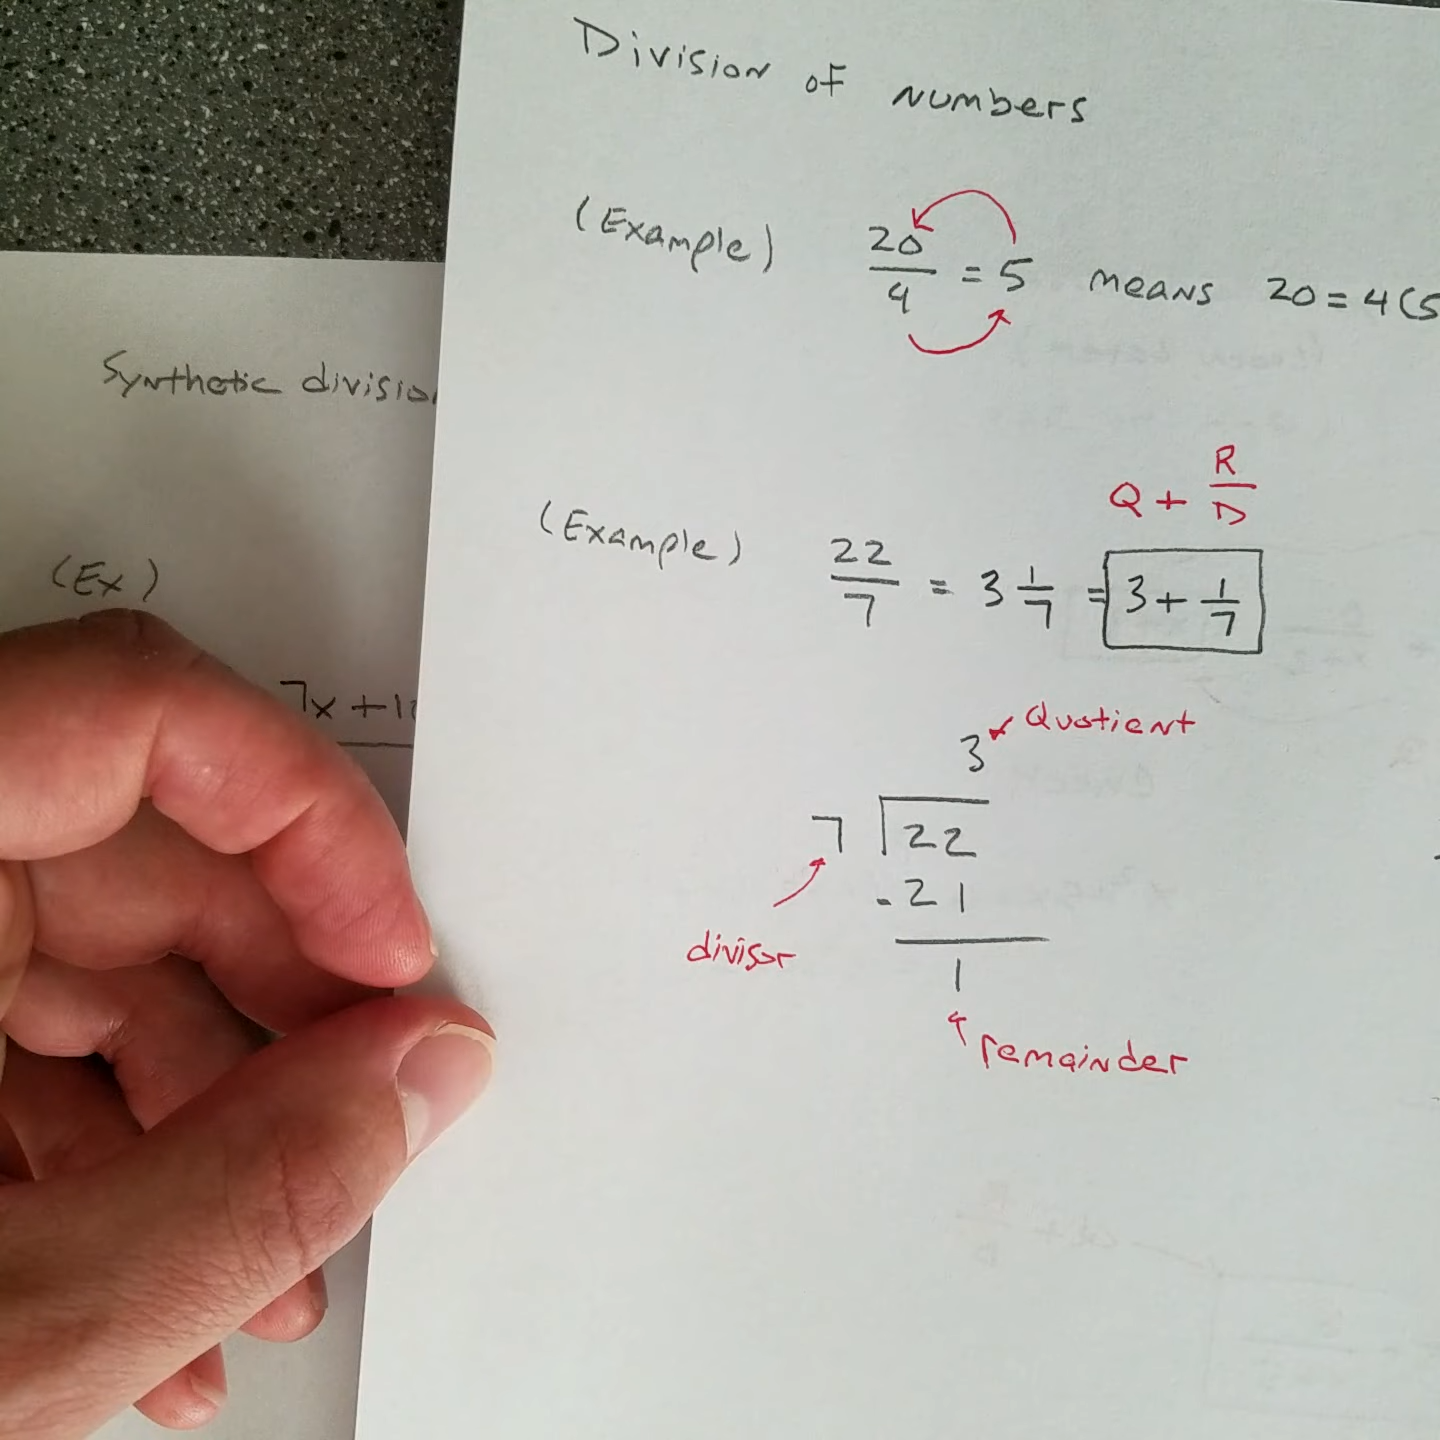 Division of numbers
(Example) 20/4 = 5 means 20 = 4(5
Q + R/D
(Example) 22/7 = 3 1/7 = 3 + 1/7
3 Quotient
7 22
- 21
divisor
1
remainder
Synthetic
(Ex)
7x + 1